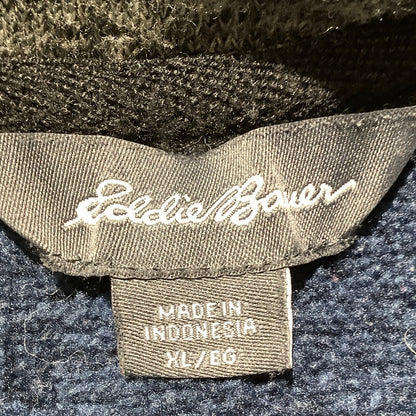 Eddie Bauer
MADE IN
INDONESIA
XL/EG